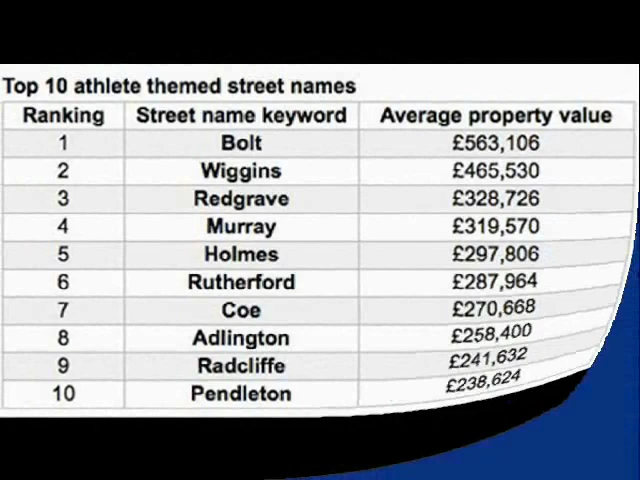 Top 10 athlete themed street names
Ranking Street name keyword Average property value
1 Bolt £563,106
2 Wiggins £465,530
3 Redgrave £328,726
4 Murray £319,570
5 Holmes £297,806
6 Rutherford £287,964
7 Coe £270,668
8 Adlington £258,400
9 Radcliffe £241,632
10 Pendleton £238,624